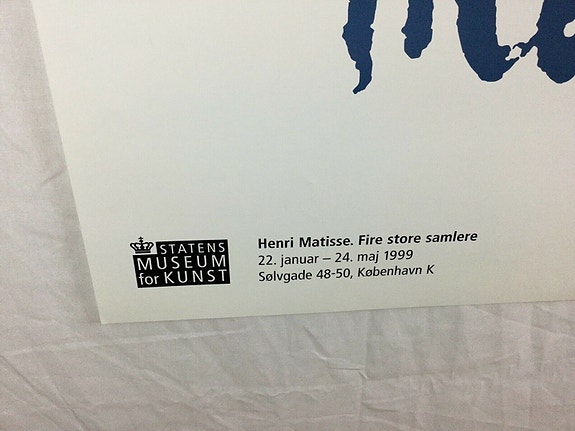 STATENS
MUSEUM
for KUNST
Henri Matisse. Fire store samlere
22. januar – 24. maj 1999
Sølvgade 48-50, København K